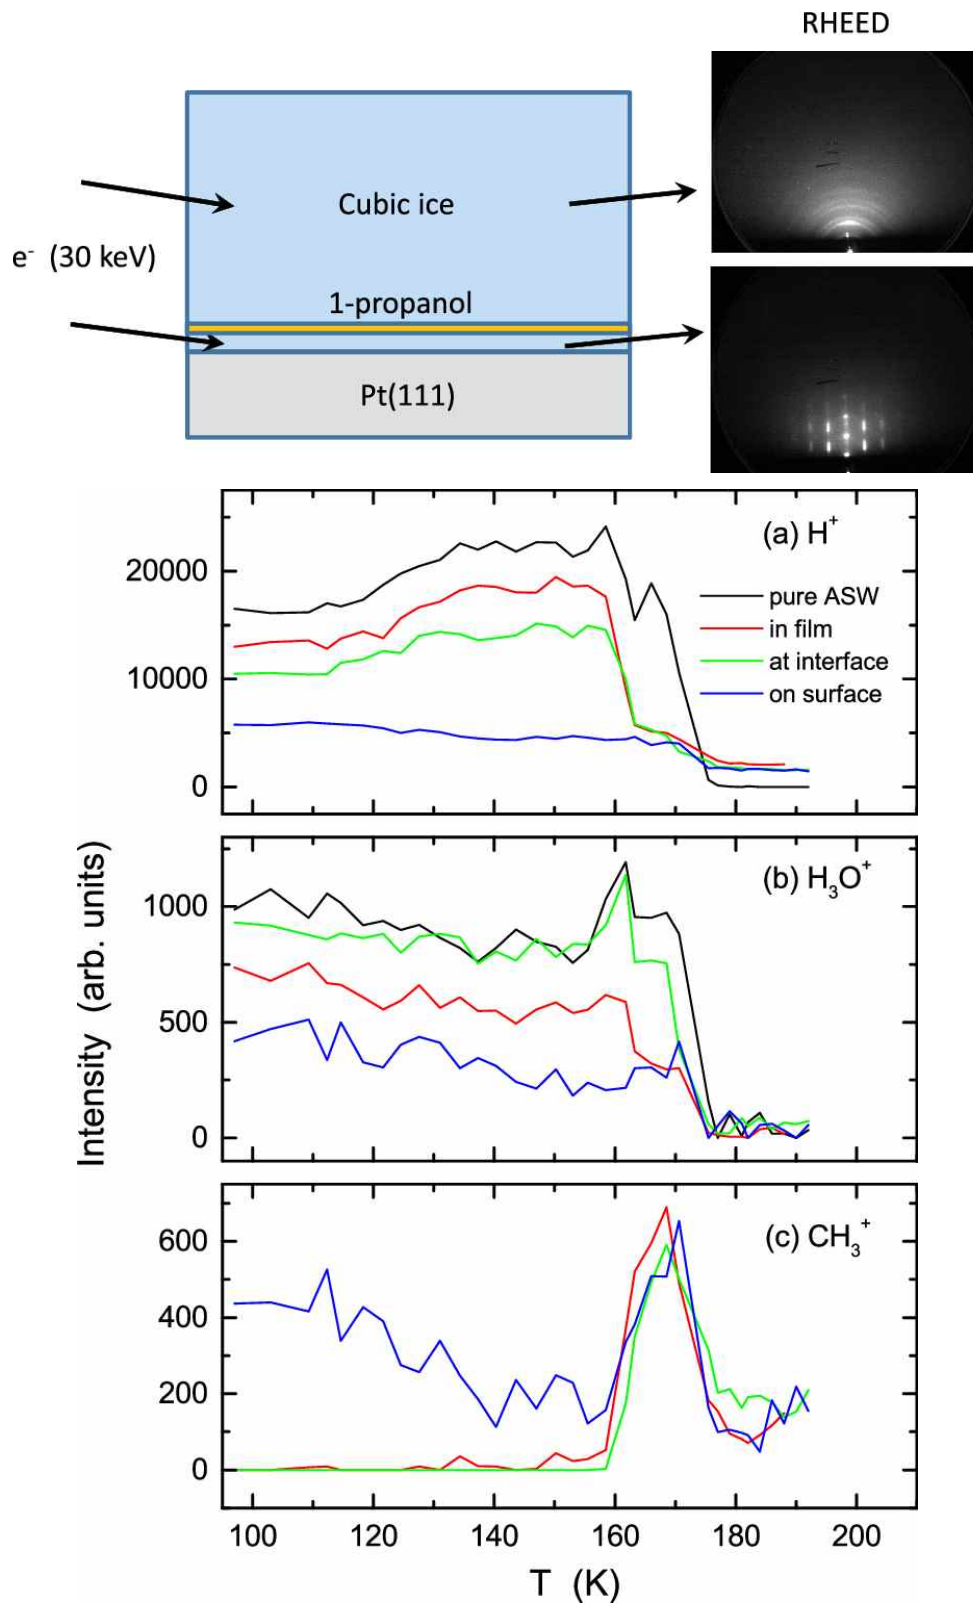 RHEED
Cubic ice
e⁻ (30 keV)
1-propanol
Pt(111)
(a) H⁺
20000
10000
0
pure ASW
in film
at interface
on surface
Intensity (arb. units)
(b) H₃O⁺
1000
500
0
(c) CH₃⁺
600
400
200
0
100 120 140 160 180 200
T (K)